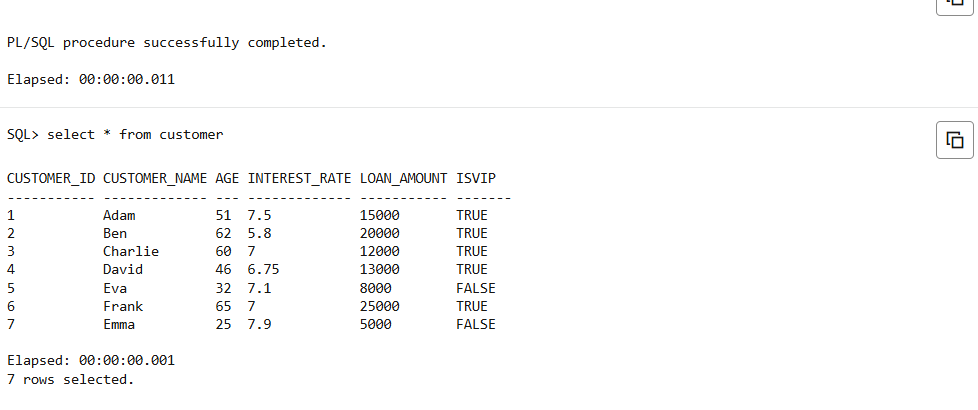 PL/SQL procedure successfully completed.
Elapsed: 00:00:00.011
SQL> select * from customer
CUSTOMER_ID CUSTOMER_NAME AGE INTEREST_RATE LOAN_AMOUNT ISVIP
----------- ------------- --- ------------- ----------- -------
1 Adam 51 7.5 15000 TRUE
2 Ben 62 5.8 20000 TRUE
3 Charlie 60 7 12000 TRUE
4 David 46 6.75 13000 TRUE
5 Eva 32 7.1 8000 FALSE
6 Frank 65 7 25000 TRUE
7 Emma 25 7.9 5000 FALSE
Elapsed: 00:00:00.001
7 rows selected.